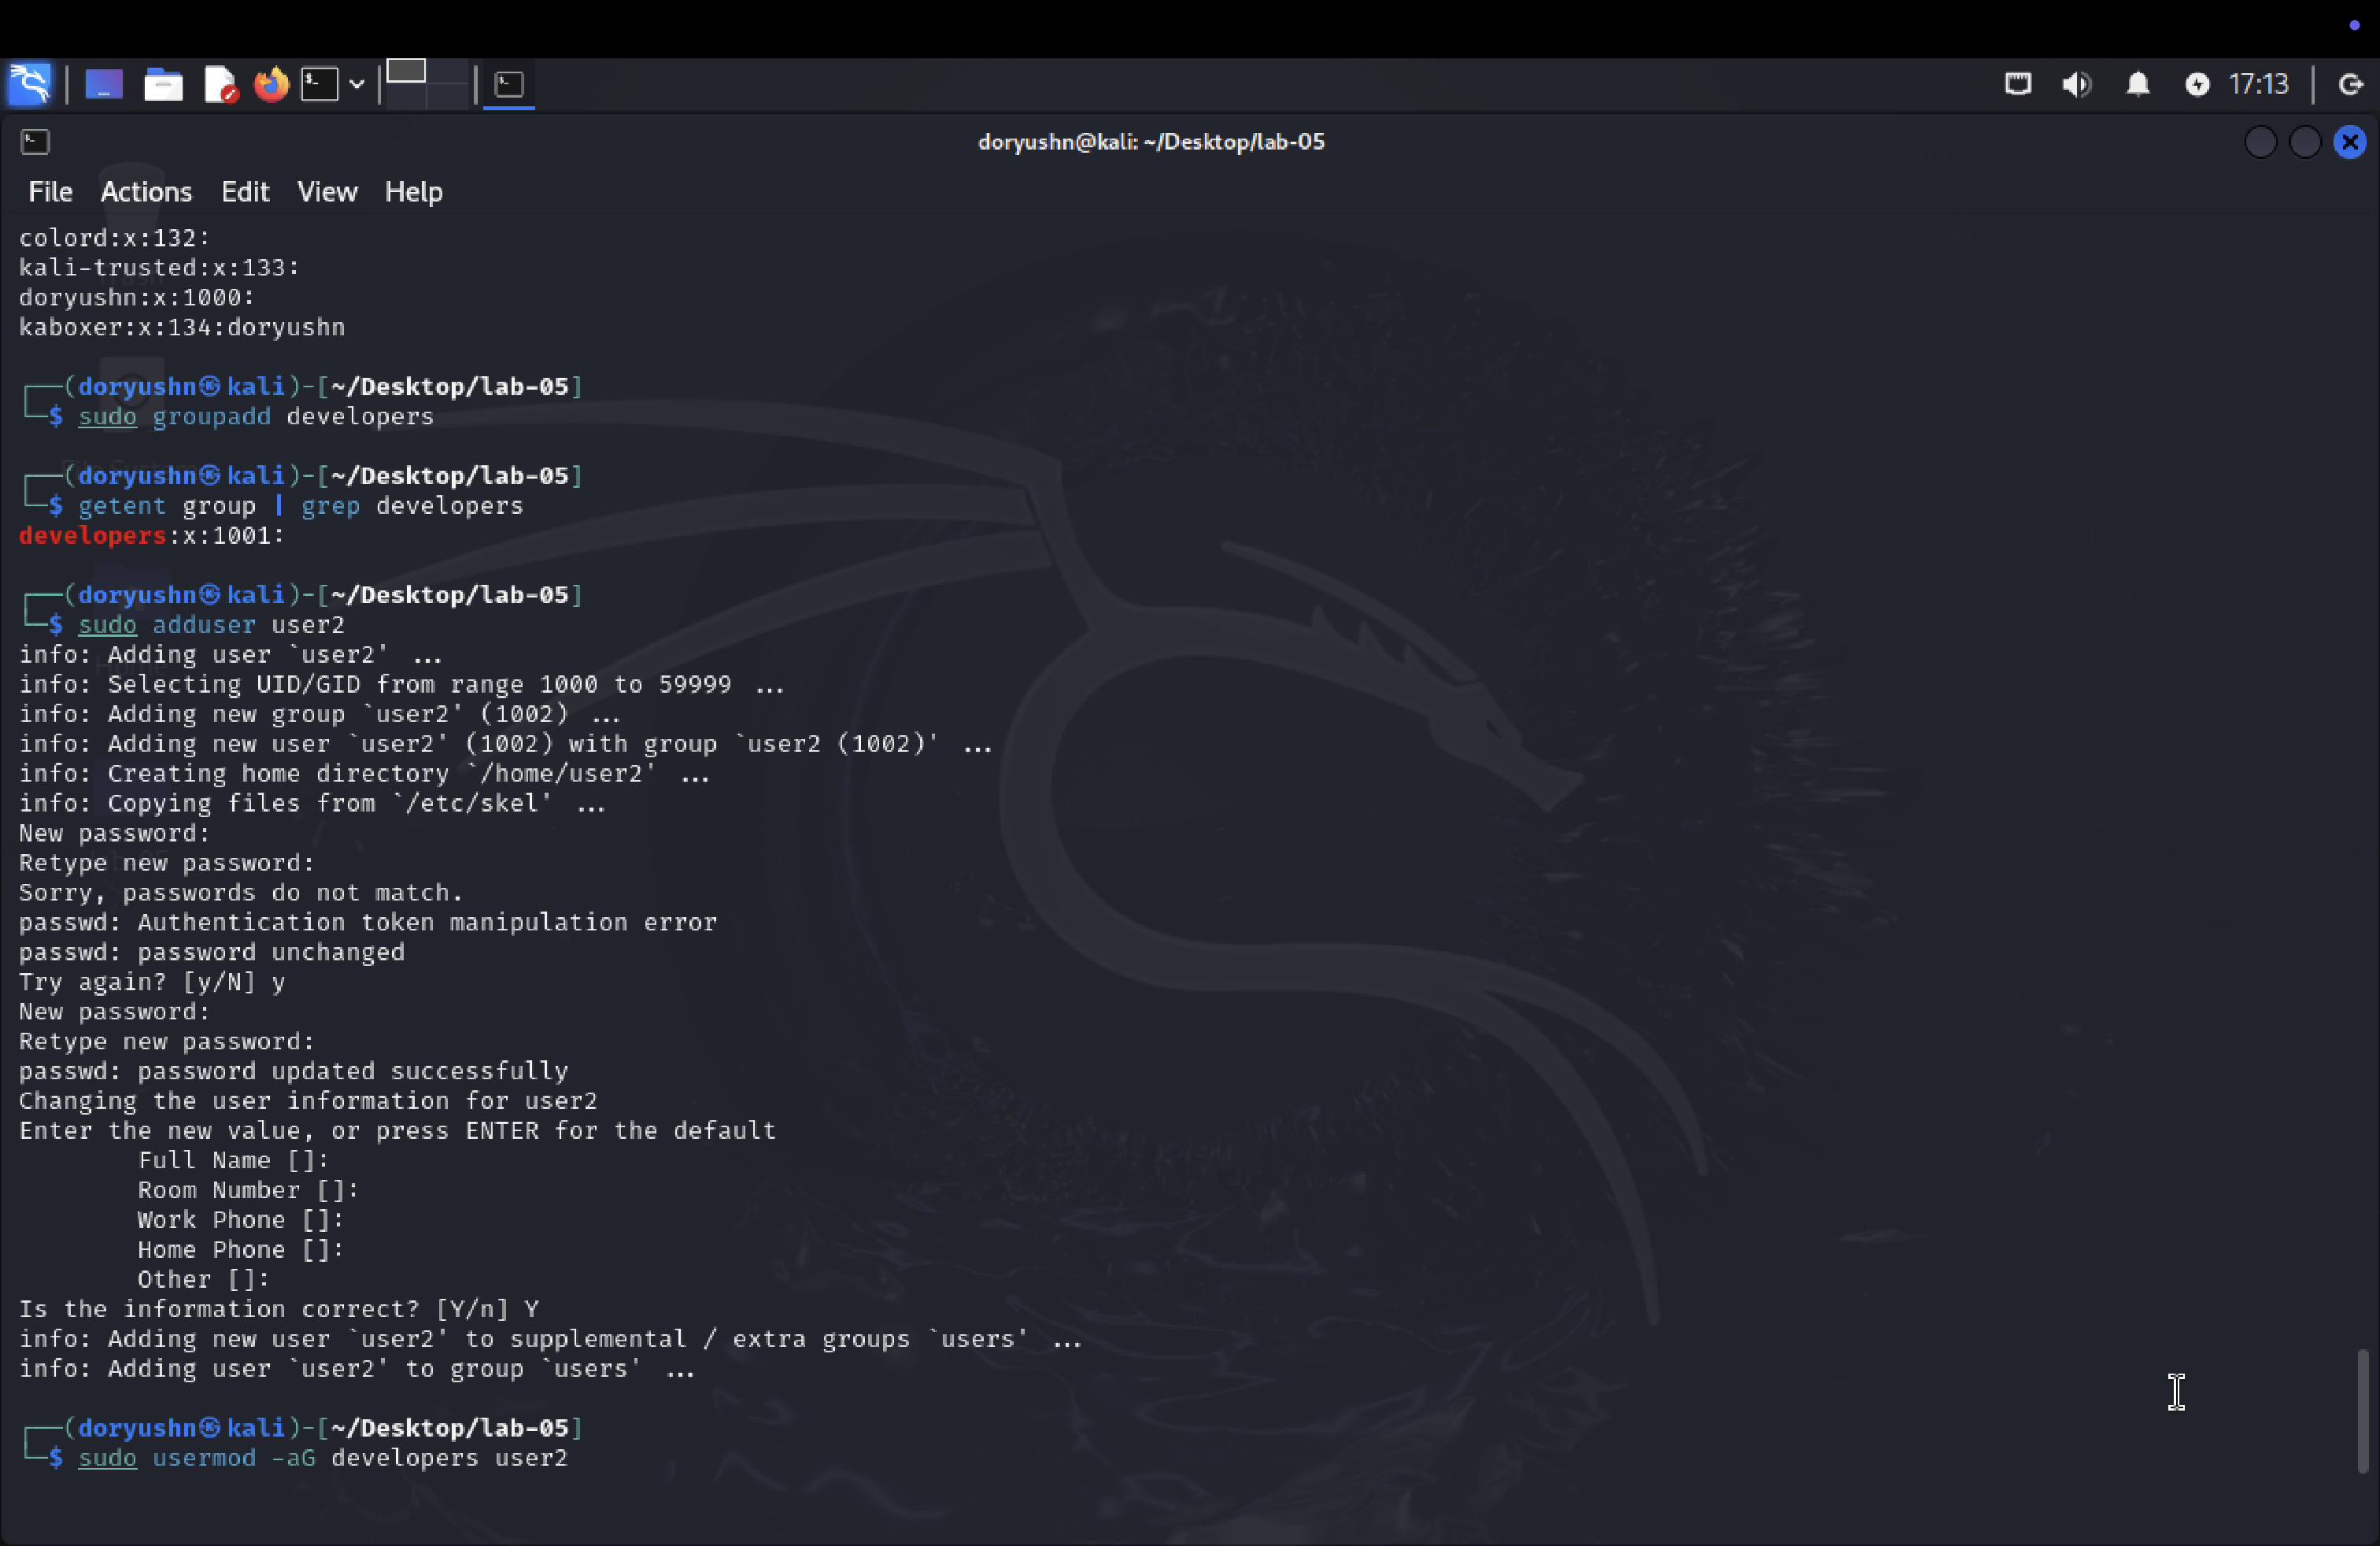 17:13
doryushn@kali: ~/Desktop/lab-05
File Actions Edit View Help
colord:x:132:
kali-trusted:x:133:
doryushn:x:1000:
kaboxer:x:134:doryushn
┌──(doryushn㉿kali)-[~/Desktop/lab-05]
└─$ sudo groupadd developers
┌──(doryushn㉿kali)-[~/Desktop/lab-05]
└─$ getent group | grep developers
developers:x:1001:
┌──(doryushn㉿kali)-[~/Desktop/lab-05]
└─$ sudo adduser user2
info: Adding user `user2' ...
info: Selecting UID/GID from range 1000 to 59999 ...
info: Adding new group `user2' (1002) ...
info: Adding new user `user2' (1002) with group `user2 (1002)' ...
info: Creating home directory `/home/user2' ...
info: Copying files from `/etc/skel' ...
New password:
Retype new password:
Sorry, passwords do not match.
passwd: Authentication token manipulation error
passwd: password unchanged
Try again? [y/N] y
New password:
Retype new password:
passwd: password updated successfully
Changing the user information for user2
Enter the new value, or press ENTER for the default
Full Name []:
Room Number []:
Work Phone []:
Home Phone []:
Other []:
Is the information correct? [Y/n] Y
info: Adding new user `user2' to supplemental / extra groups `users' ...
info: Adding user `user2' to group `users' ...
┌──(doryushn㉿kali)-[~/Desktop/lab-05]
└─$ sudo usermod -aG developers user2